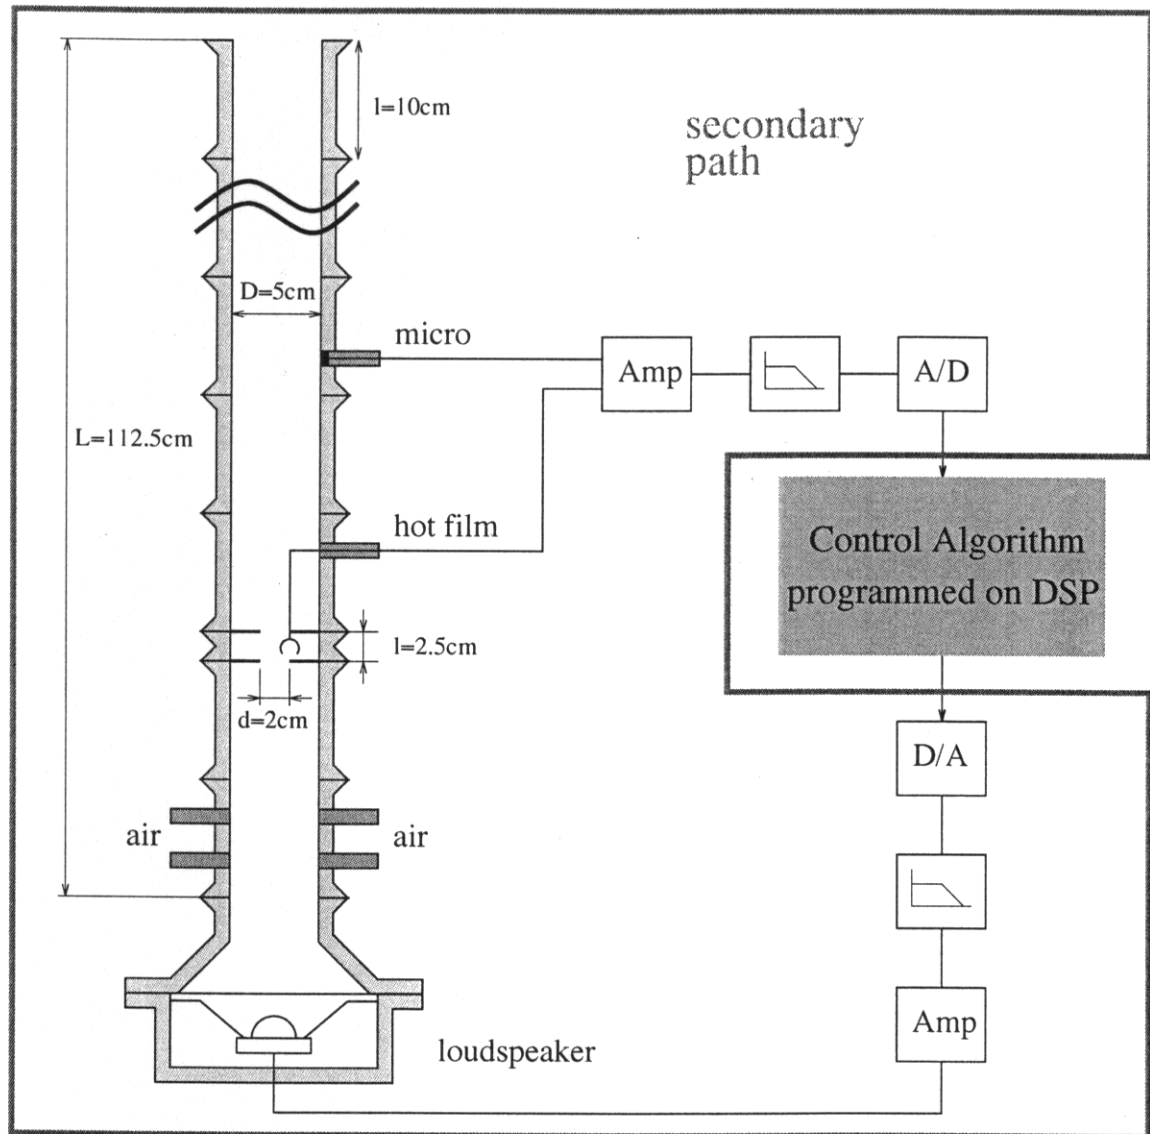 l=10cm
secondary
path
D=5cm
micro
Amp
A/D
L=112.5cm
hot film
Control Algorithm
programmed on DSP
l=2.5cm
d=2cm
D/A
air
air
Amp
loudspeaker